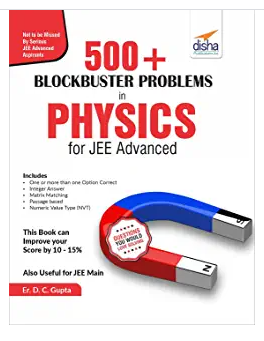 Not to be Missed
By Serious
JEE Advanced
Aspirants
disha
500+
BLOCKBUSTER PROBLEMS
in
PHYSICS
for JEE Advanced
Includes
• One or more than one Option Correct
• Integer Answer
• Matrix Matching
• Passage based
• Numeric Value Type (NVT)
This Book can
Improve your
Score by 10 - 15%
QUESTIONS
YOU WOULD
LOVE SOLVING
S
N
Also Useful for JEE Main
Er. D. C. Gupta